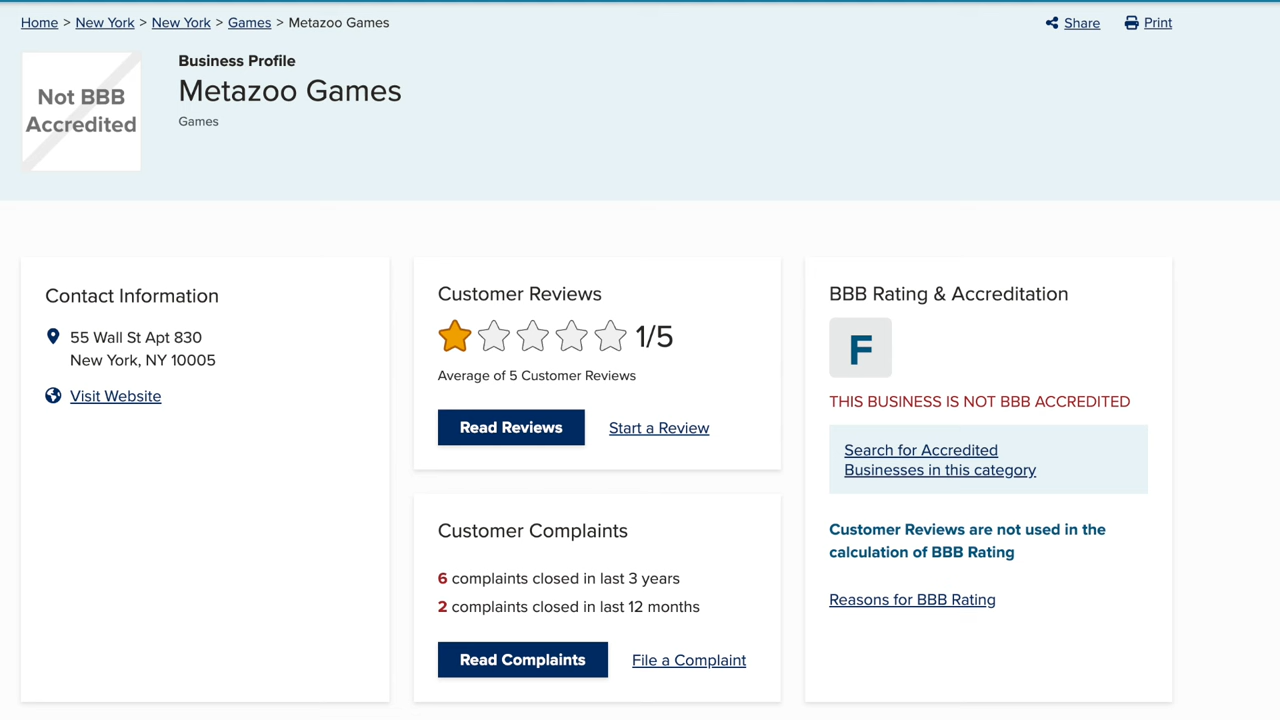 Home > New York > New York > Games > Metazoo Games
Share
Print
Not BBB
Accredited
Business Profile
Metazoo Games
Games
Contact Information
55 Wall St Apt 830
New York, NY 10005
Visit Website
Customer Reviews
1/5
Average of 5 Customer Reviews
Read Reviews
Start a Review
Customer Complaints
6 complaints closed in last 3 years
2 complaints closed in last 12 months
Read Complaints
File a Complaint
BBB Rating & Accreditation
F
THIS BUSINESS IS NOT BBB ACCREDITED
Search for Accredited
Businesses in this category
Customer Reviews are not used in the
calculation of BBB Rating
Reasons for BBB Rating